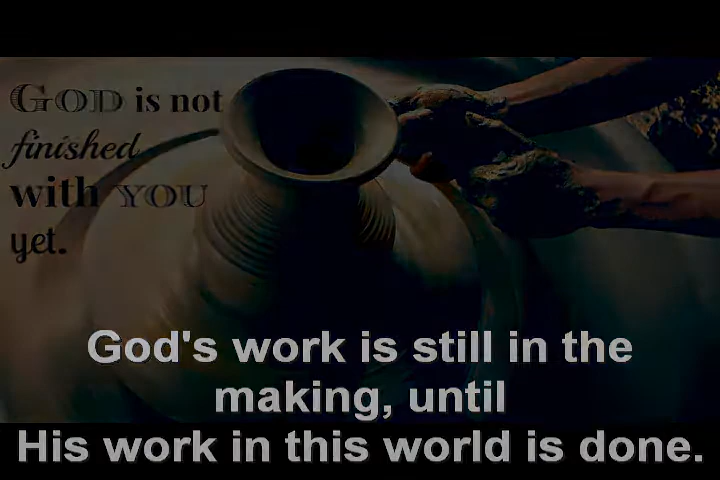 GOD is not
finished
with YOU
yet.
God's work is still in the
making, until
His work in this world is done.